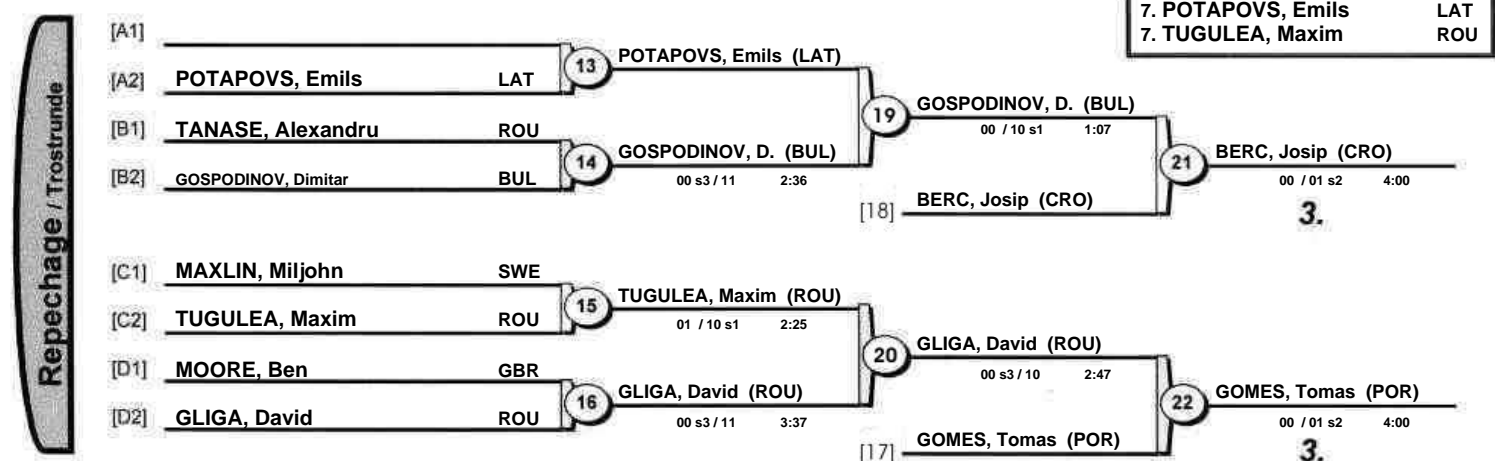 7. POTAPOVS, Emils LAT
7. TUGULEA, Maxim ROU
Repechage / Trostrunde
[A1]
[A2] POTAPOVS, Emils LAT
13
POTAPOVS, Emils (LAT)
[B1] TANASE, Alexandru ROU
[B2] GOSPODINOV, Dimitar BUL
14
GOSPODINOV, D. (BUL)
00 s3 / 11 2:36
19
GOSPODINOV, D. (BUL)
00 / 10 s1 1:07
[18] BERC, Josip (CRO)
21
BERC, Josip (CRO)
00 / 01 s2 4:00
3.
[C1] MAXLIN, Miljohn SWE
[C2] TUGULEA, Maxim ROU
15
TUGULEA, Maxim (ROU)
01 / 10 s1 2:25
[D1] MOORE, Ben GBR
[D2] GLIGA, David ROU
16
GLIGA, David (ROU)
00 s3 / 11 3:37
20
GLIGA, David (ROU)
00 s3 / 10 2:47
[17] GOMES, Tomas (POR)
22
GOMES, Tomas (POR)
00 / 01 s2 4:00
3.